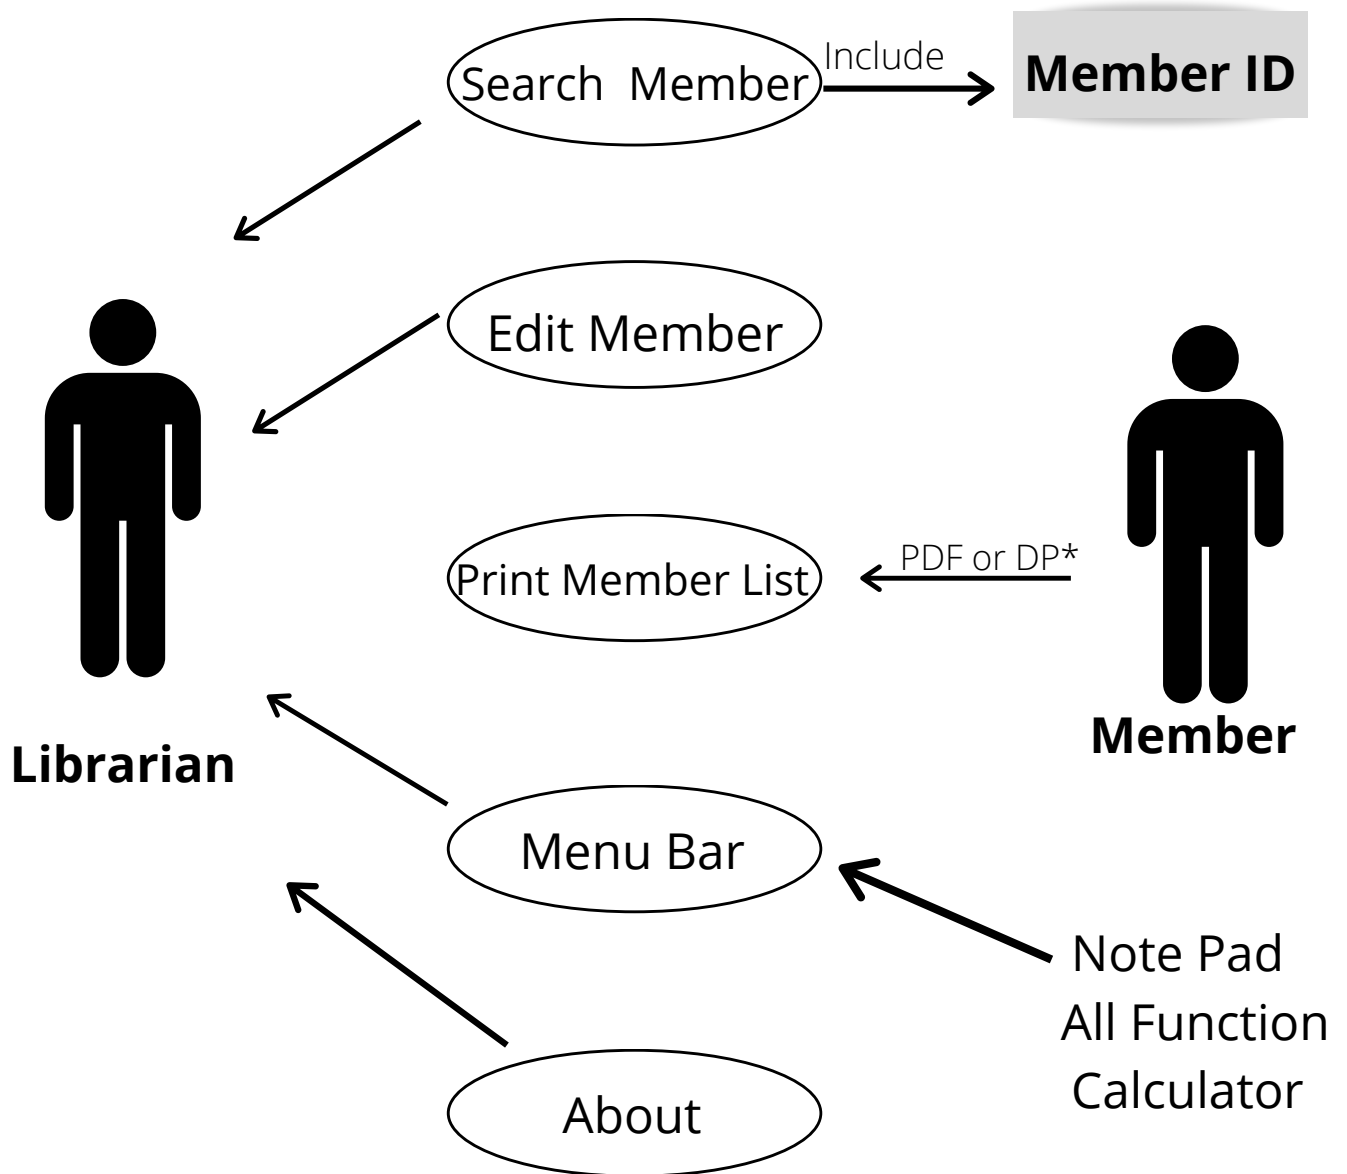 Search  Member
Include
Member ID
Edit Member
Print Member List
PDF or DP*
Librarian
Member
Menu Bar
Note Pad
All Function
Calculator
About